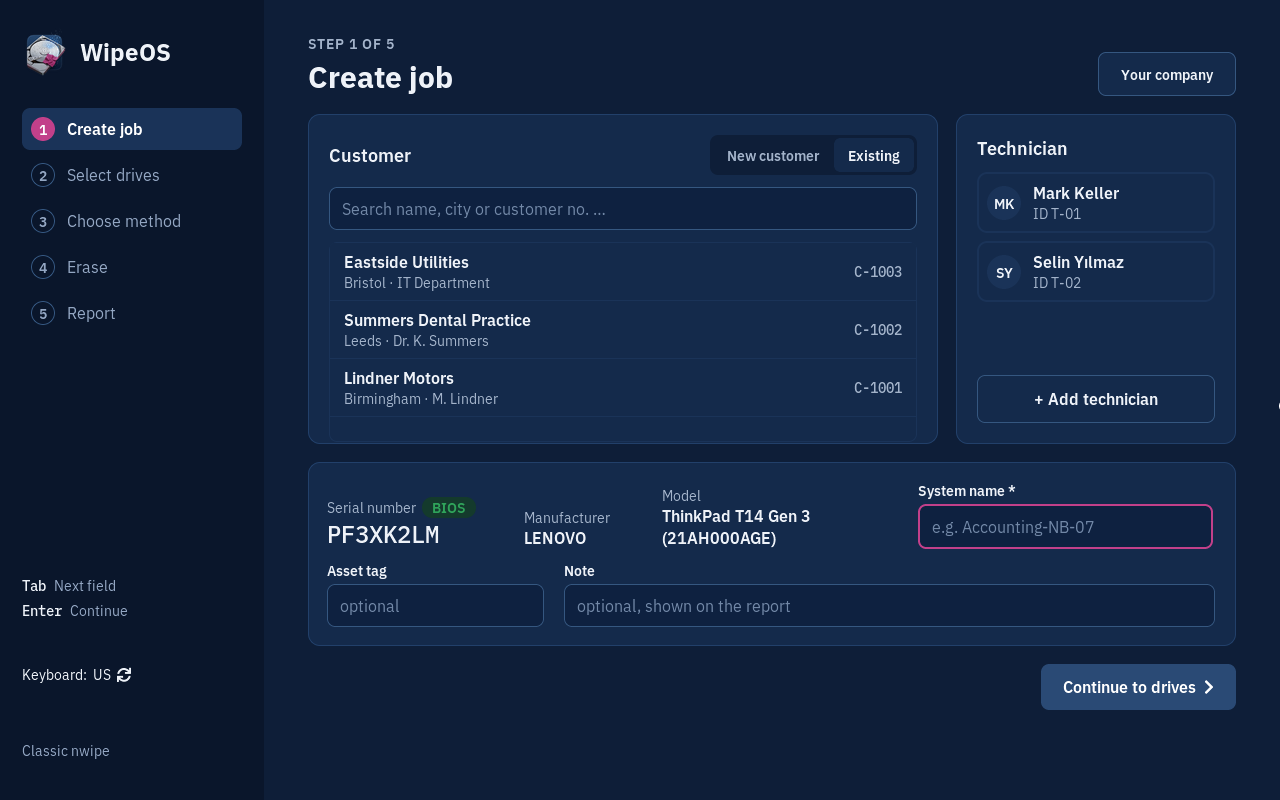 WipeOS
1 Create job
2 Select drives
3 Choose method
4 Erase
5 Report
Tab Next field
Enter Continue
Keyboard: US
Classic nwipe
STEP 1 OF 5
Create job
Your company
Customer
New customer
Existing
Search name, city or customer no. ...
Eastside Utilities
Bristol · IT Department
C-1003
Summers Dental Practice
Leeds · Dr. K. Summers
C-1002
Lindner Motors
Birmingham · M. Lindner
C-1001
Technician
MK
Mark Keller
ID T-01
SY
Selin Yılmaz
ID T-02
+ Add technician
Serial number BIOS
PF3XK2LM
Manufacturer
LENOVO
Model
ThinkPad T14 Gen 3
(21AH000AGE)
System name *
e.g. Accounting-NB-07
Asset tag
optional
Note
optional, shown on the report
Continue to drives